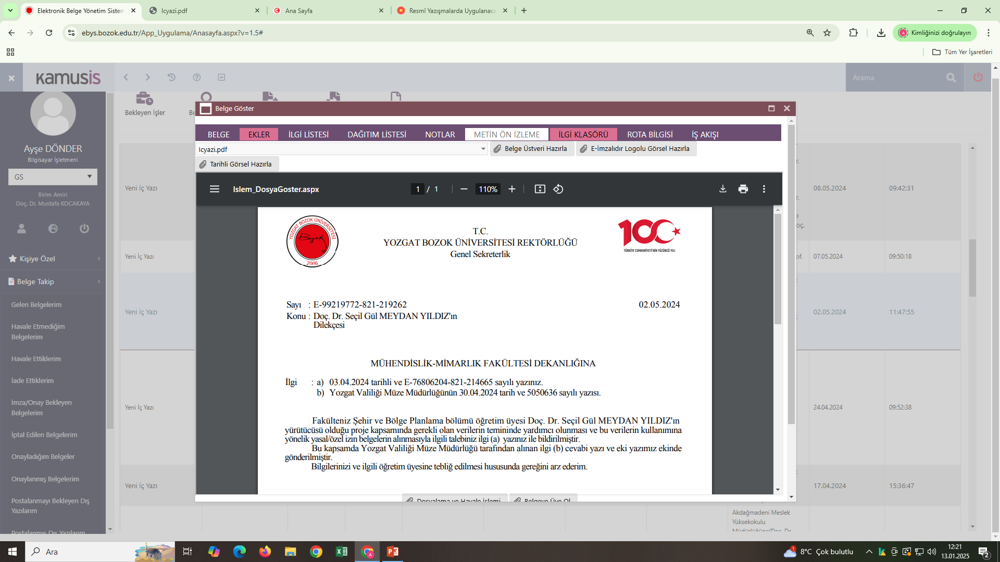 Elektronik Belge Yönetim Sistem
Icyazi.pdf
Ana Sayfa
Resmî Yazışmalarda Uygulanaca
ebys.bozok.edu.tr/App_Uygulama/Anasayfa.aspx?v=1.5#
Kimliğinizi doğrulayın
Tüm Yer İşaretleri
kamusis
Arama
Bekleyen İşler
Be
Belge Göster
BELGE
EKLER
İLGİ LİSTESİ
DAĞITIM LİSTESİ
NOTLAR
METİN ÖN İZLEME
İLGİ KLASÖRÜ
ROTA BİLGİSİ
İŞ AKIŞI
Icyazi.pdf
Belge Üstveri Hazırla
E-İmzalıdır Logolu Görsel Hazırla
Tarihli Görsel Hazırla
Islem_DosyaGoster.aspx
1 / 1
110%
YOZGAT BOZOK ÜNİVERSİTESİ
Bozok
2006
T.C.
YOZGAT BOZOK ÜNİVERSİTESİ REKTÖRLÜĞÜ
Genel Sekreterlik
100
TÜRKİYE CUMHURİYETİ'NİN YÜZÜNCÜ YILI
Sayı : E-99219772-821-219262
02.05.2024
Konu : Doç. Dr. Seçil Gül MEYDAN YILDIZ'ın
Dilekçesi
MÜHENDİSLİK-MİMARLIK FAKÜLTESİ DEKANLIĞINA
İlgi : a) 03.04.2024 tarihli ve E-76806204-821-214665 sayılı yazınız.
b) Yozgat Valiliği Müze Müdürlüğünün 30.04.2024 tarih ve 5050636 sayılı yazısı.
Fakülteniz Şehir ve Bölge Planlama bölümü öğretim üyesi Doç. Dr. Seçil Gül MEYDAN YILDIZ'ın
yürütücüsü olduğu proje kapsamında gerekli olan verilerin temininde yardımcı olunması ve bu verilerin kullanımına
yönelik yasal/özel izin belgelerin alınmasıyla ilgili talebiniz ilgi (a) yazınız ile bildirilmiştir.
Bu kapsamda Yozgat Valiliği Müze Müdürlüğü tarafından alınan ilgi (b) cevabi yazı ve eki yazımız ekinde
gönderilmiştir.
Bilgilerinizi ve ilgili öğretim üyesine tebliğ edilmesi hususunda gereğini arz ederim.
Dosyalama ve Havale İşlemi
Belgeye Üye Ol
Ayşe DÖNDER
Bilgisayar İşletmeni
GS
Birim Amiri
Doç. Dr. Mustafa KOCAKAYA
Kişiye Özel
Belge Takip
Gelen Belgelerim
Havale Etmediğim
Belgelerim
Havale Ettiklerim
İade Ettiklerim
İmza/Onay Bekleyen
Belgelerim
İptal Edilen Belgelerim
Onayladığım Belgeler
Onaylanmış Belgelerim
Postalanmayı Bekleyen Dış
Yazılarım
Postalanmış Dış Yazılarım
Yeni İç Yazı
r.
r.
e
oç.
08.05.2024
09:42:31
Yeni İç Yazı
of.
07.05.2024
09:50:18
Yeni İç Yazı
02.05.2024
11:47:55
Yeni İç Yazı
24.04.2024
09:52:38
Yeni İç Yazı
17.04.2024
15:36:47
Akdağmadeni Meslek
Yüksekokulu
Müdürlüğüne/Doç. Dr.
Ara
1
8°C Çok bulutlu
12:21
13.01.2025
2